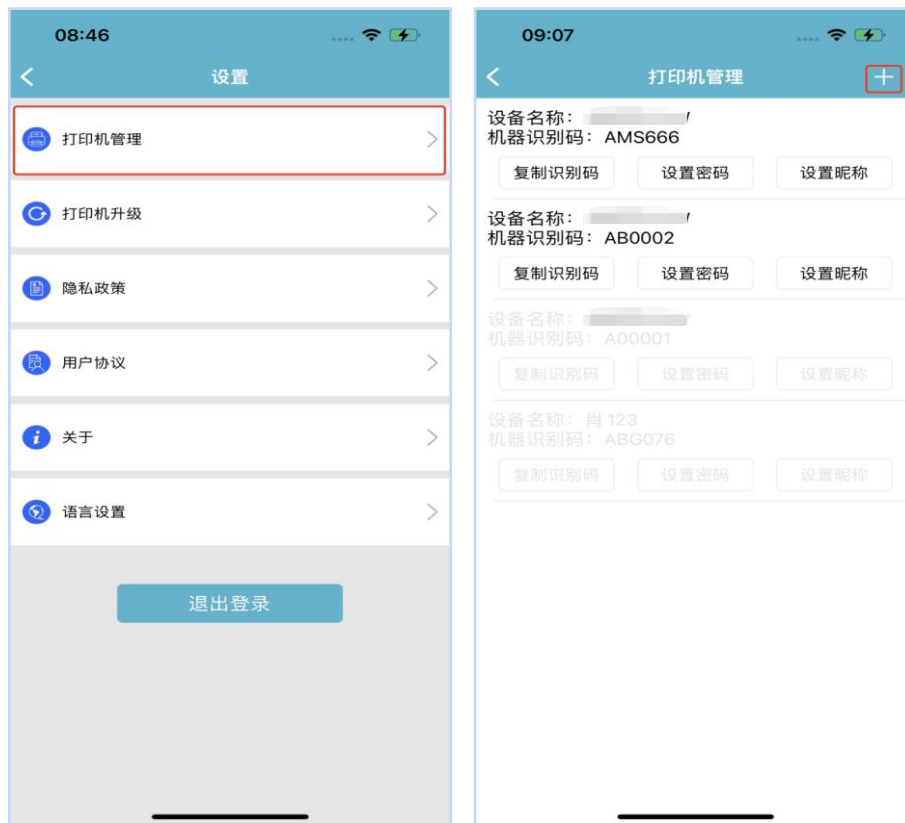 08:46
设置
打印机管理
打印机升级
隐私政策
用户协议
关于
语言设置
退出登录
09:07
打印机管理
设备名称：
机器识别码：AMS666
复制识别码 设置密码 设置昵称
设备名称：
机器识别码：AB0002
复制识别码 设置密码 设置昵称
设备名称：
机器识别码：A00001
复制识别码 设置密码 设置昵称
设备名称：肖123
机器识别码：ABG076
复制识别码 设置密码 设置昵称